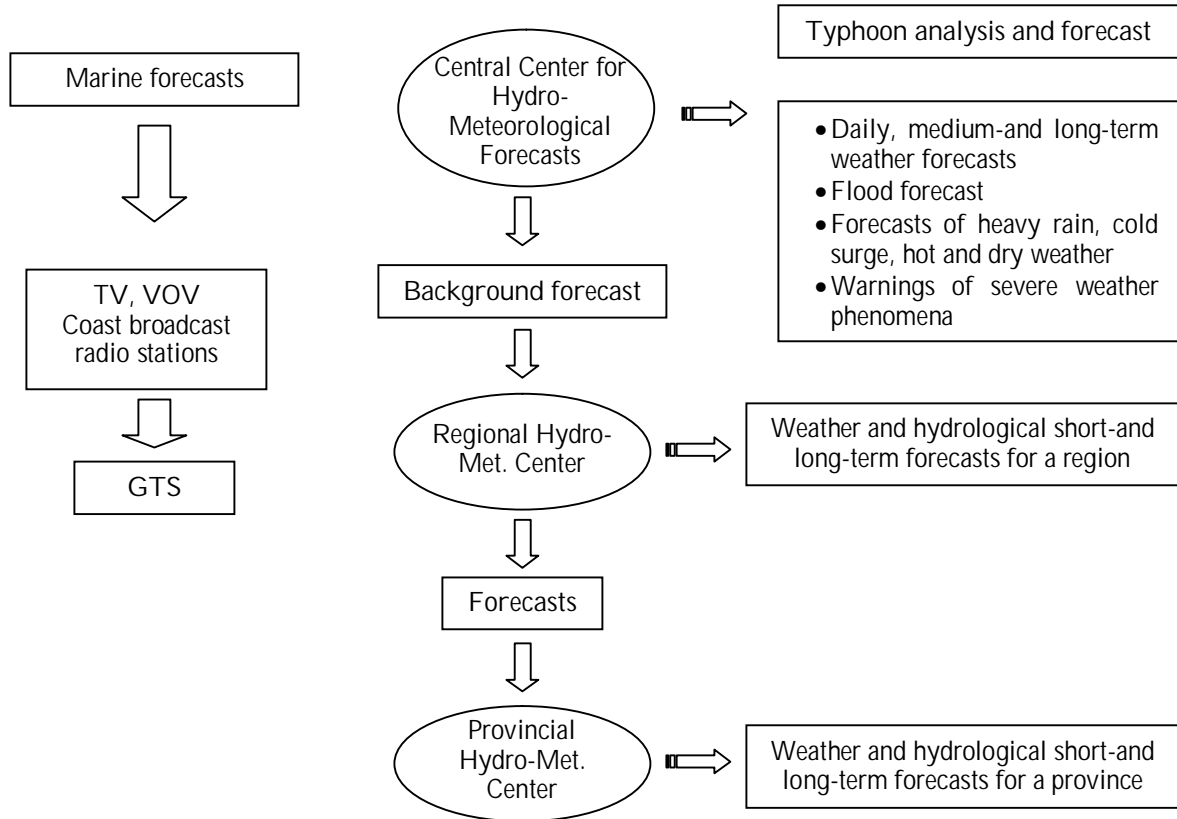 Marine forecasts
TV, VOV
Coast broadcast
radio stations
GTS
Central Center for
Hydro-
Meteorological
Forecasts
Background forecast
Regional Hydro-
Met. Center
Forecasts
Provincial
Hydro-Met.
Center
Typhoon analysis and forecast
• Daily, medium-and long-term
weather forecasts
• Flood forecast
• Forecasts of heavy rain, cold
surge, hot and dry weather
• Warnings of severe weather
phenomena
Weather and hydrological short-and
long-term forecasts for a region
Weather and hydrological short-and
long-term forecasts for a province